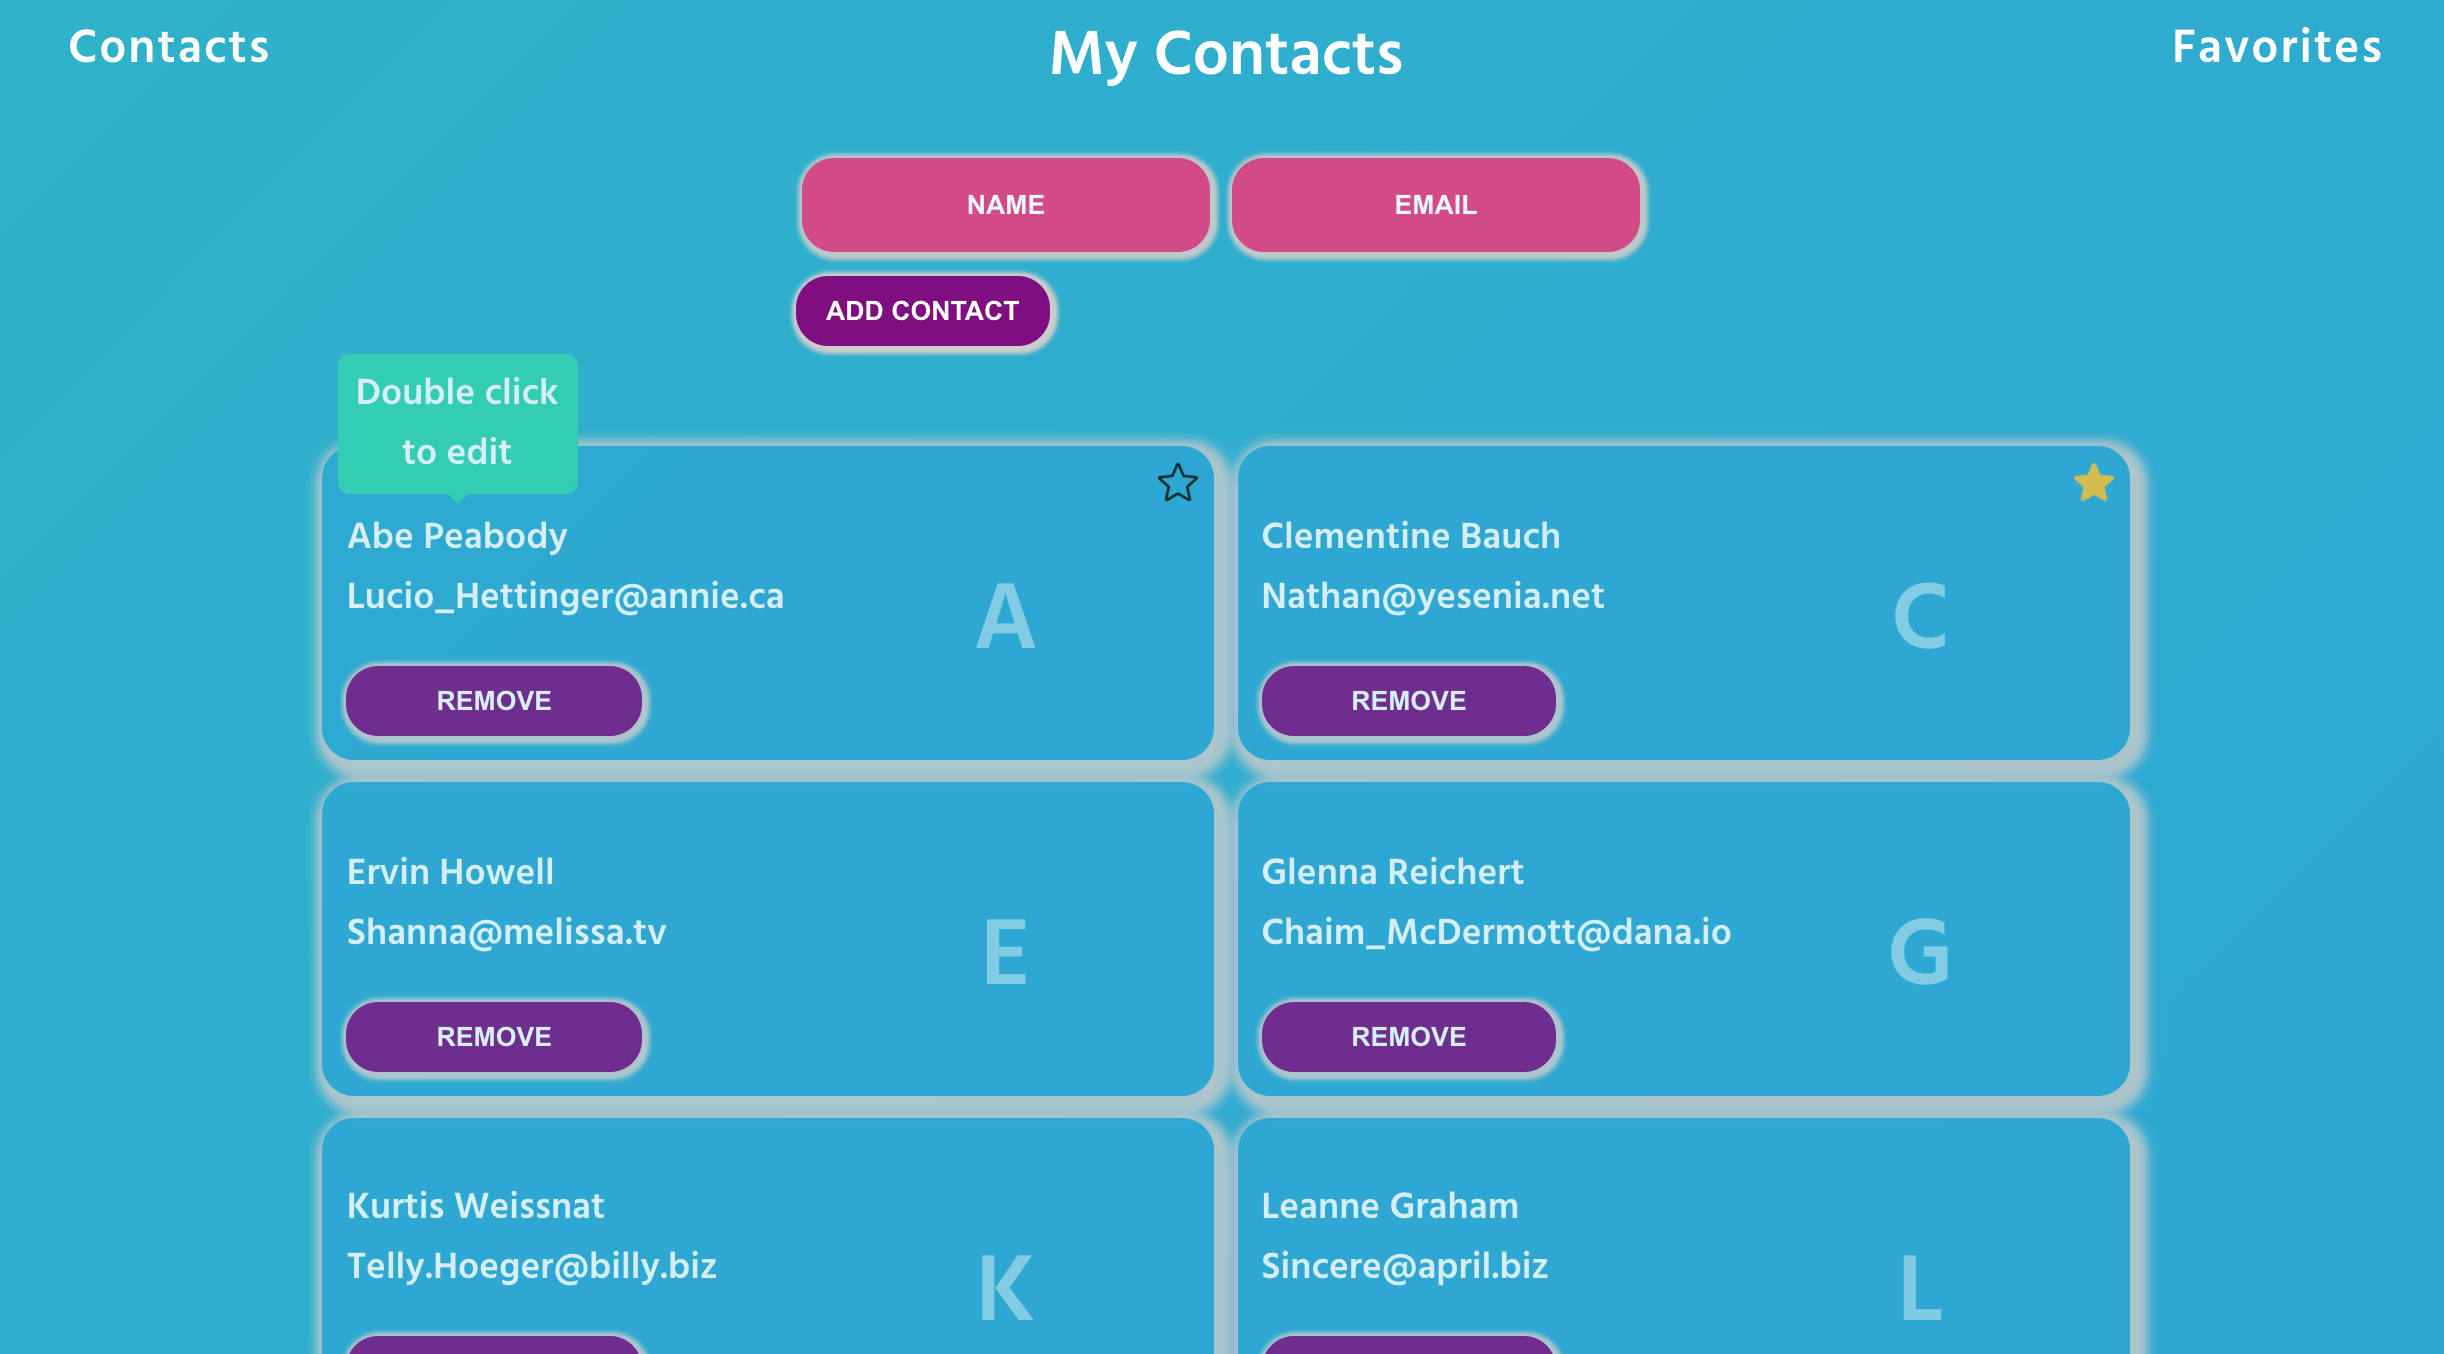 Contacts
My Contacts
Favorites
NAME
EMAIL
ADD CONTACT
Double click
to edit
Abe Peabody
Lucio_Hettinger@annie.ca
A
REMOVE
Clementine Bauch
Nathan@yesenia.net
C
REMOVE
Ervin Howell
Shanna@melissa.tv
E
REMOVE
Glenna Reichert
Chaim_McDermott@dana.io
G
REMOVE
Kurtis Weissnat
Telly.Hoeger@billy.biz
K
Leanne Graham
Sincere@april.biz
L